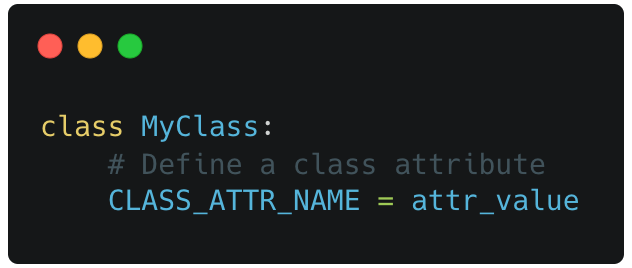 class MyClass:
    # Define a class attribute
    CLASS_ATTR_NAME = attr_value